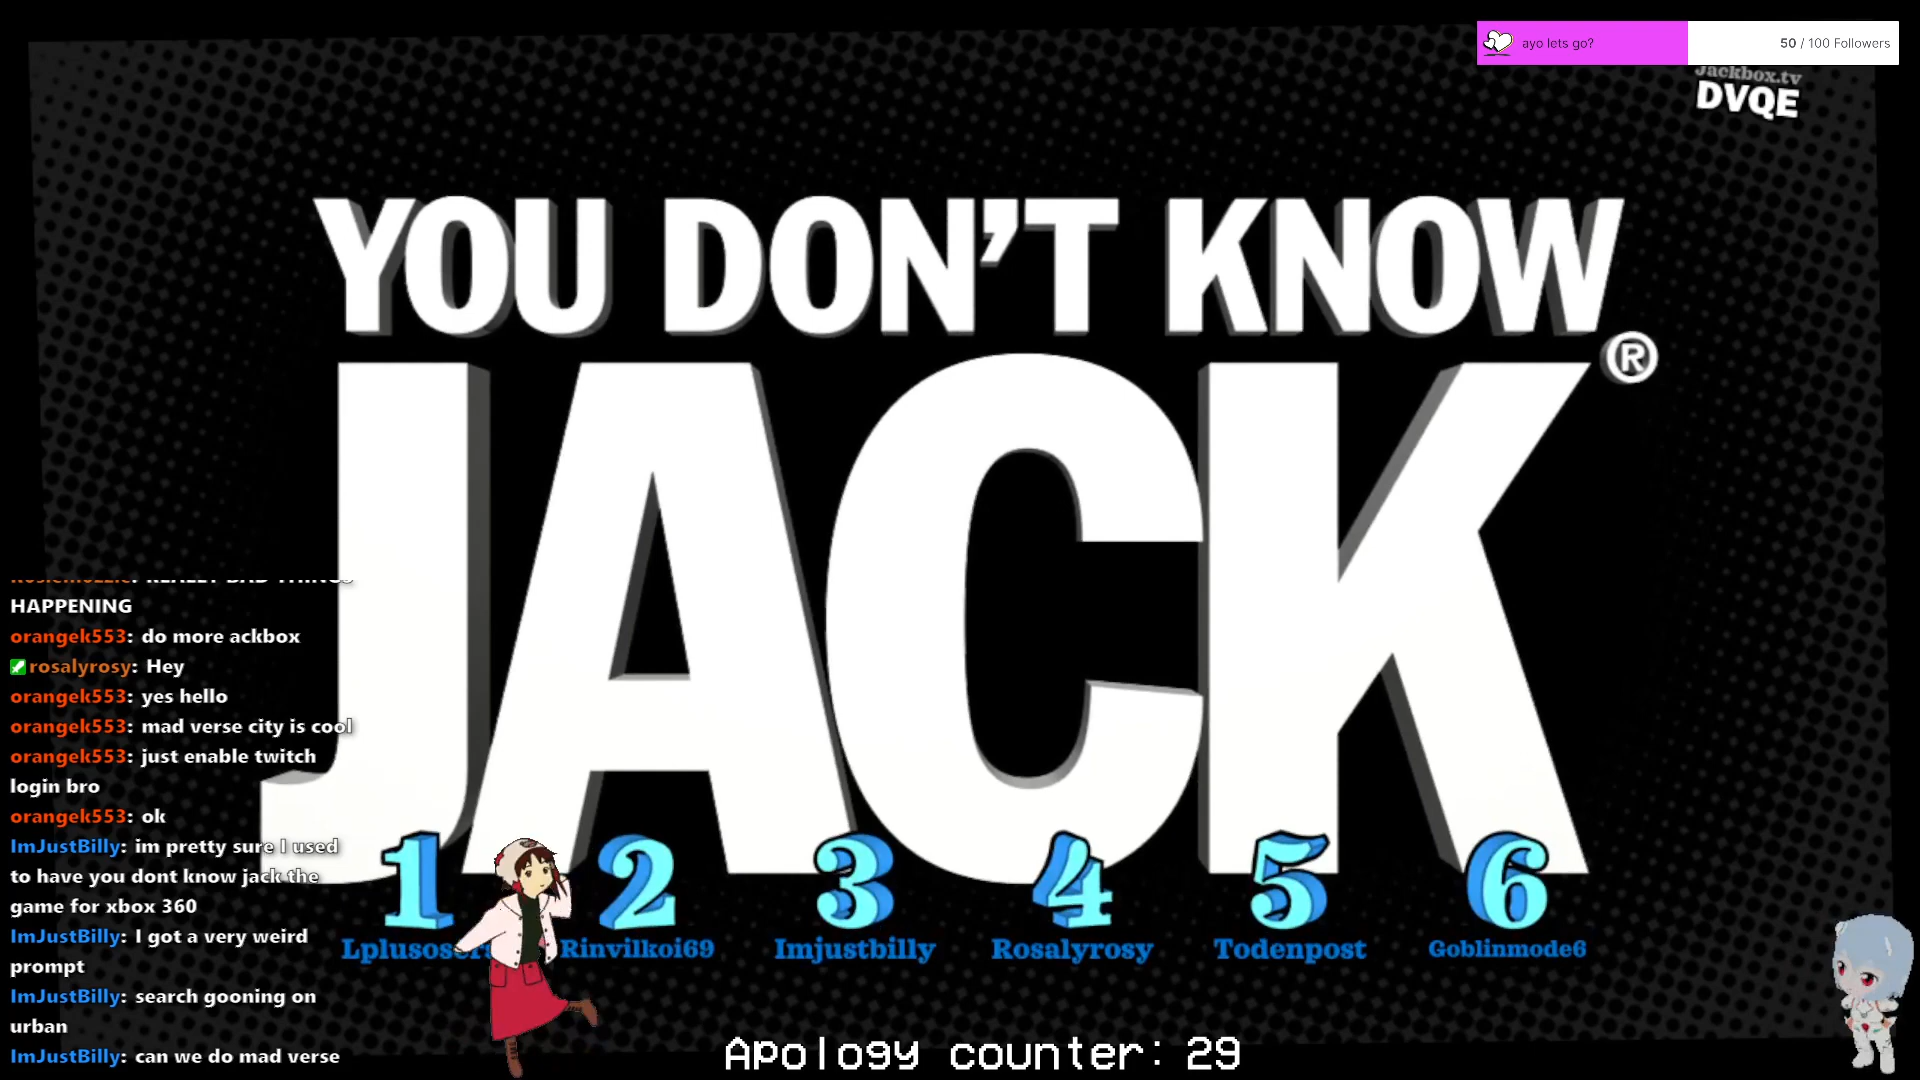 ayo lets go?
50 / 100 Followers
Jackbox.tv
DVQE
YOU DON'T KNOW
JACK®
REALLY BAD THINGS
HAPPENING
orangek553: do more ackbox
rosalyrosy: Hey
orangek553: yes hello
orangek553: mad verse city is cool
orangek553: just enable twitch
login bro
orangek553: ok
ImJustBilly: im pretty sure I used
to have you dont know jack the
game for xbox 360
ImJustBilly: I got a very weird
prompt
ImJustBilly: search gooning on
urban
ImJustBilly: can we do mad verse
1 2 3 4 5 6
Rinvilkoi69 Imjustbilly Rosalyrosy Todenpost Goblinmode6
Apology counter: 29